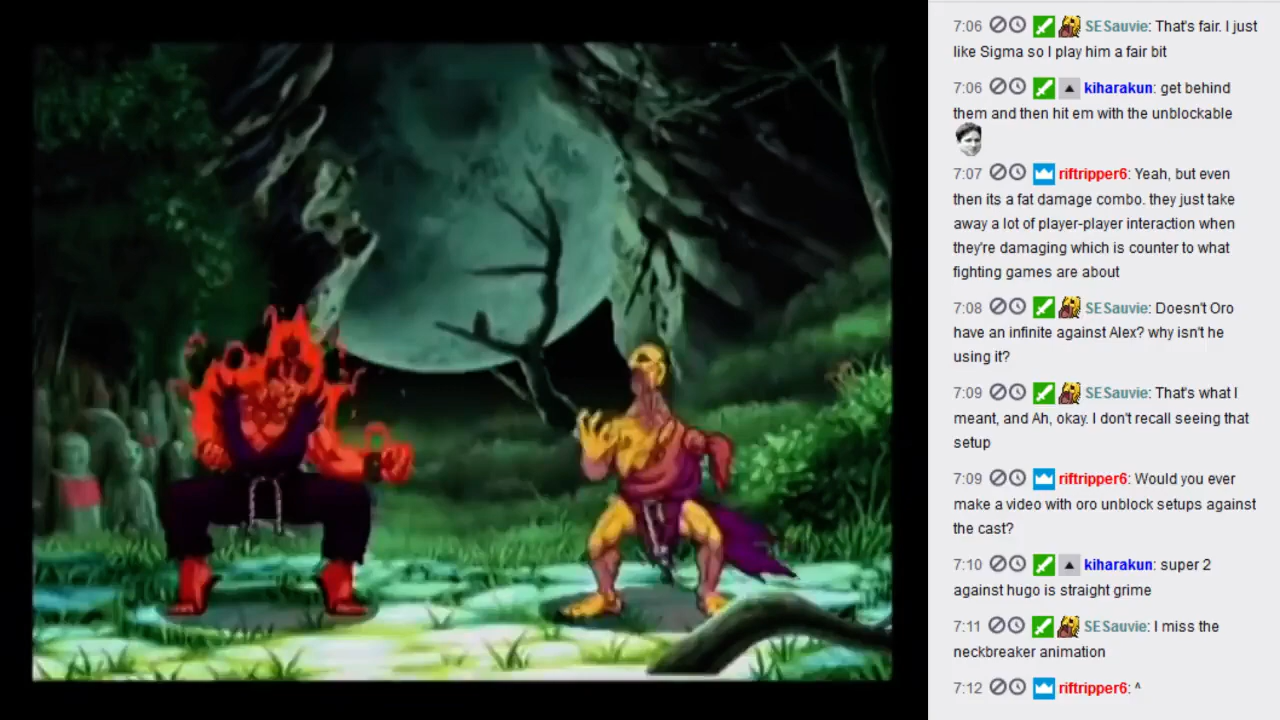 7:06 SESauvie: That's fair. I just
like Sigma so I play him a fair bit
7:06 kiharakun: get behind
them and then hit em with the unblockable
7:07 riftripper6: Yeah, but even
then its a fat damage combo. they just take
away a lot of player-player interaction when
they're damaging which is counter to what
fighting games are about
7:08 SESauvie: Doesn't Oro
have an infinite against Alex? why isn't he
using it?
7:09 SESauvie: That's what I
meant, and Ah, okay. I don't recall seeing that
setup
7:09 riftripper6: Would you ever
make a video with oro unblock setups against
the cast?
7:10 kiharakun: super 2
against hugo is straight grime
7:11 SESauvie: I miss the
neckbreaker animation
7:12 riftripper6: ^